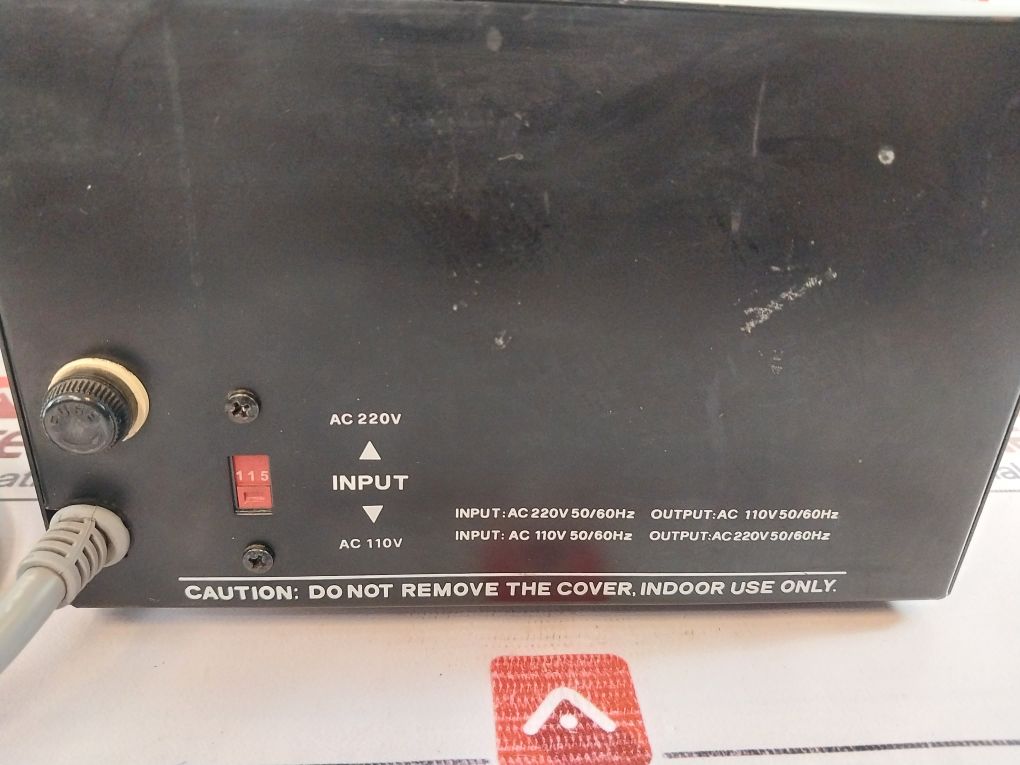 FUSE
AC 220V
115
INPUT
AC 110V
INPUT: AC 220V 50/60Hz OUTPUT: AC 110V 50/60Hz
INPUT: AC 110V 50/60Hz OUTPUT: AC 220V 50/60Hz
CAUTION: DO NOT REMOVE THE COVER, INDOOR USE ONLY.